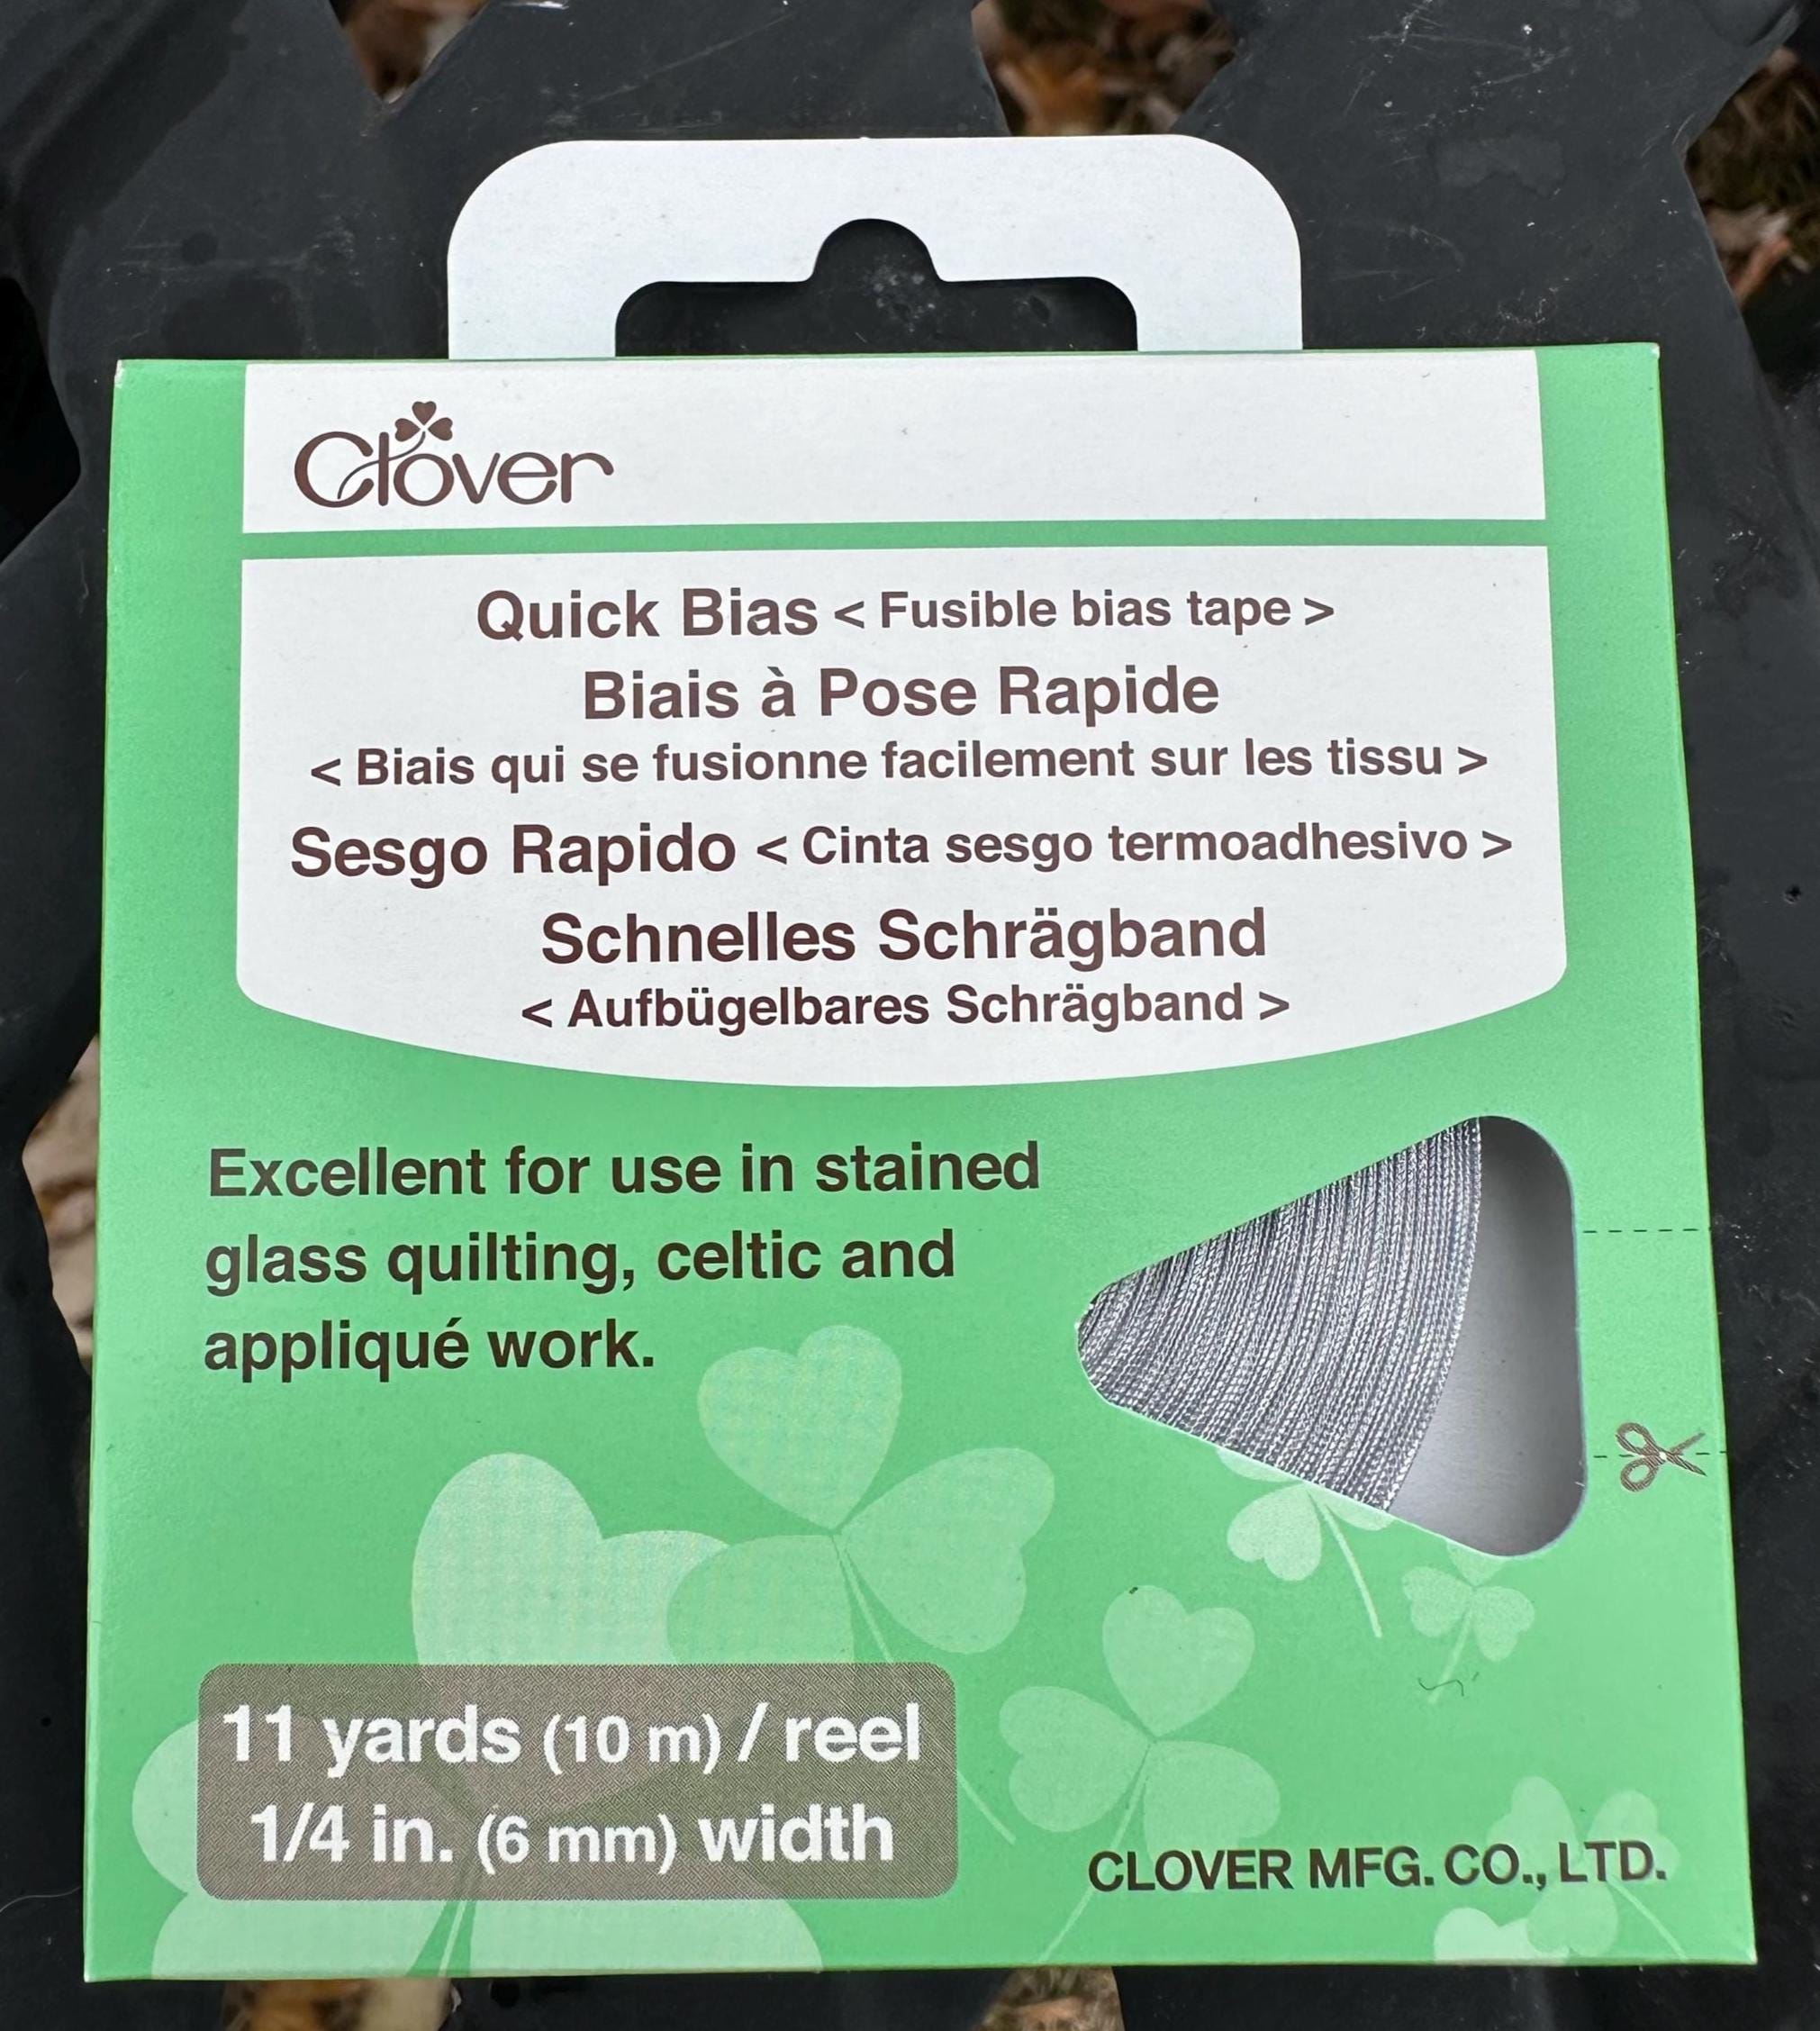 Clover
Quick Bias < Fusible bias tape >
Biais à Pose Rapide
< Biais qui se fusionne facilement sur les tissu >
Sesgo Rapido < Cinta sesgo termoadhesivo >
Schnelles Schrägband
< Aufbügelbares Schrägband >
Excellent for use in stained
glass quilting, celtic and
appliqué work.
11 yards (10 m) / reel
1/4 in. (6 mm) width
CLOVER MFG. CO., LTD.